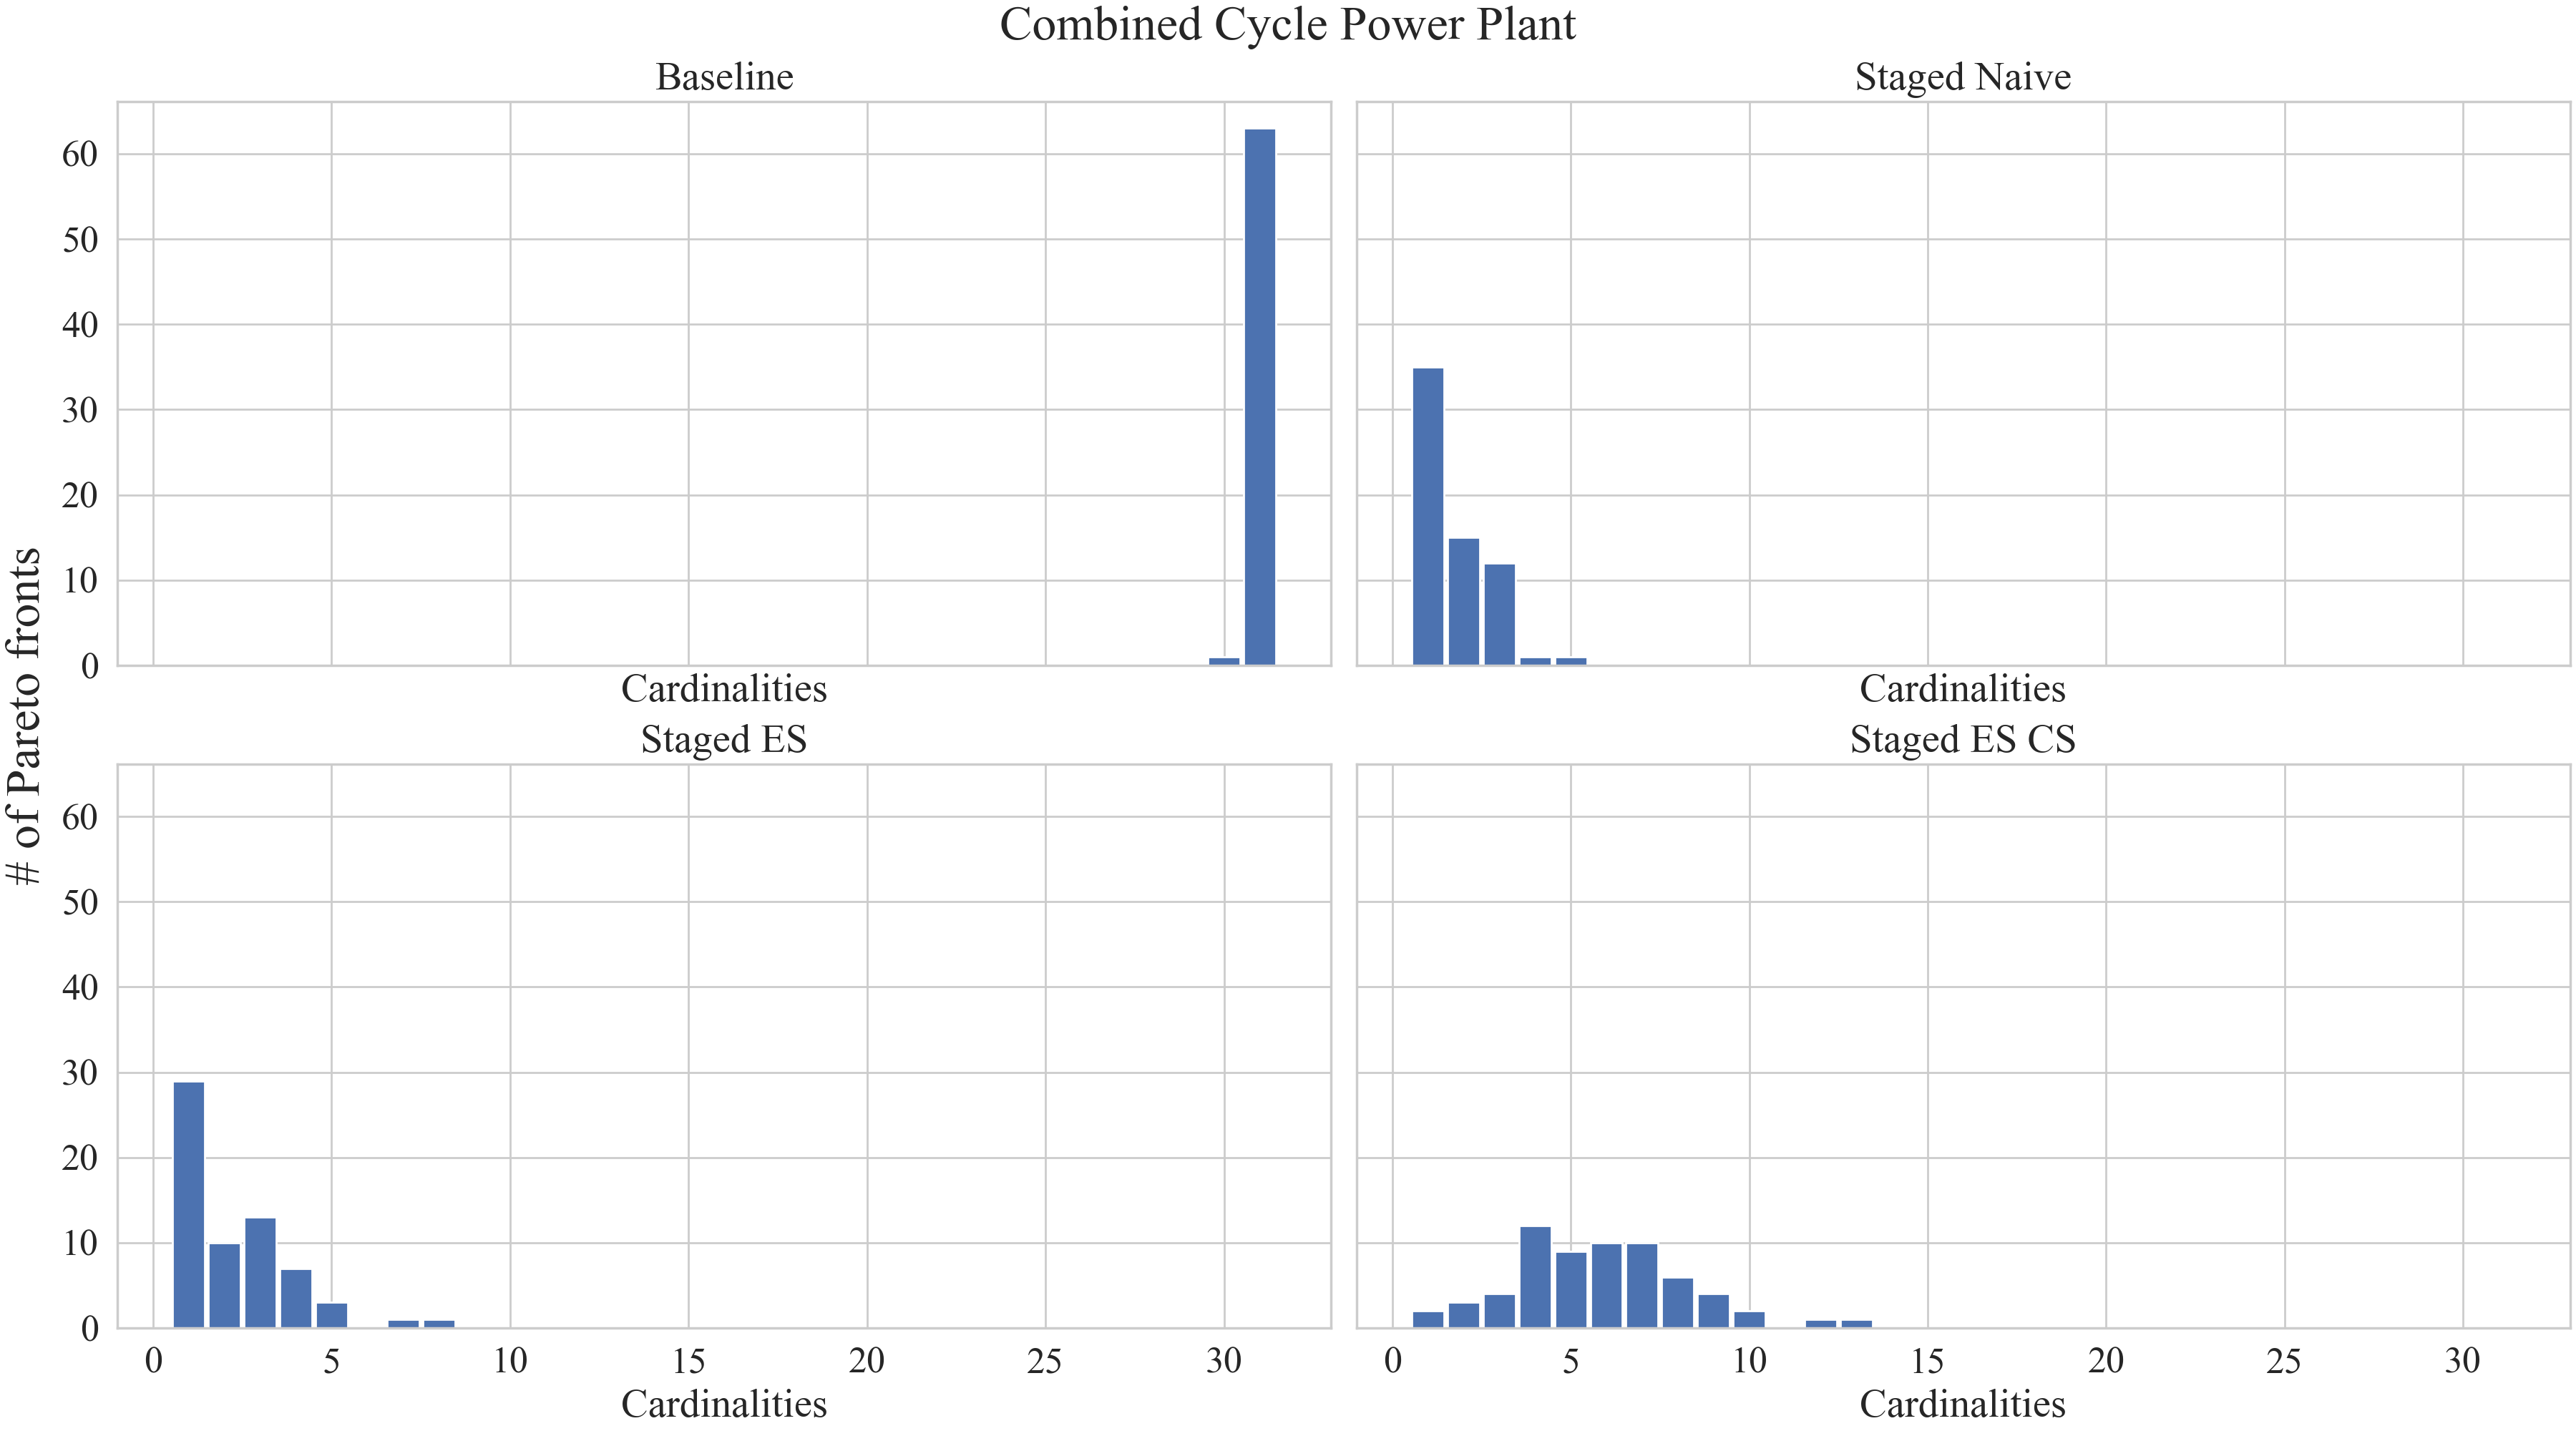 Combined Cycle Power Plant
Baseline
Staged Naive
60
50
40
30
20
10
0
Cardinalities
Cardinalities
# of Pareto fronts
Staged ES
Staged ES CS
60
50
40
30
20
10
0
0 5 10 15 20 25 30
0 5 10 15 20 25 30
Cardinalities
Cardinalities